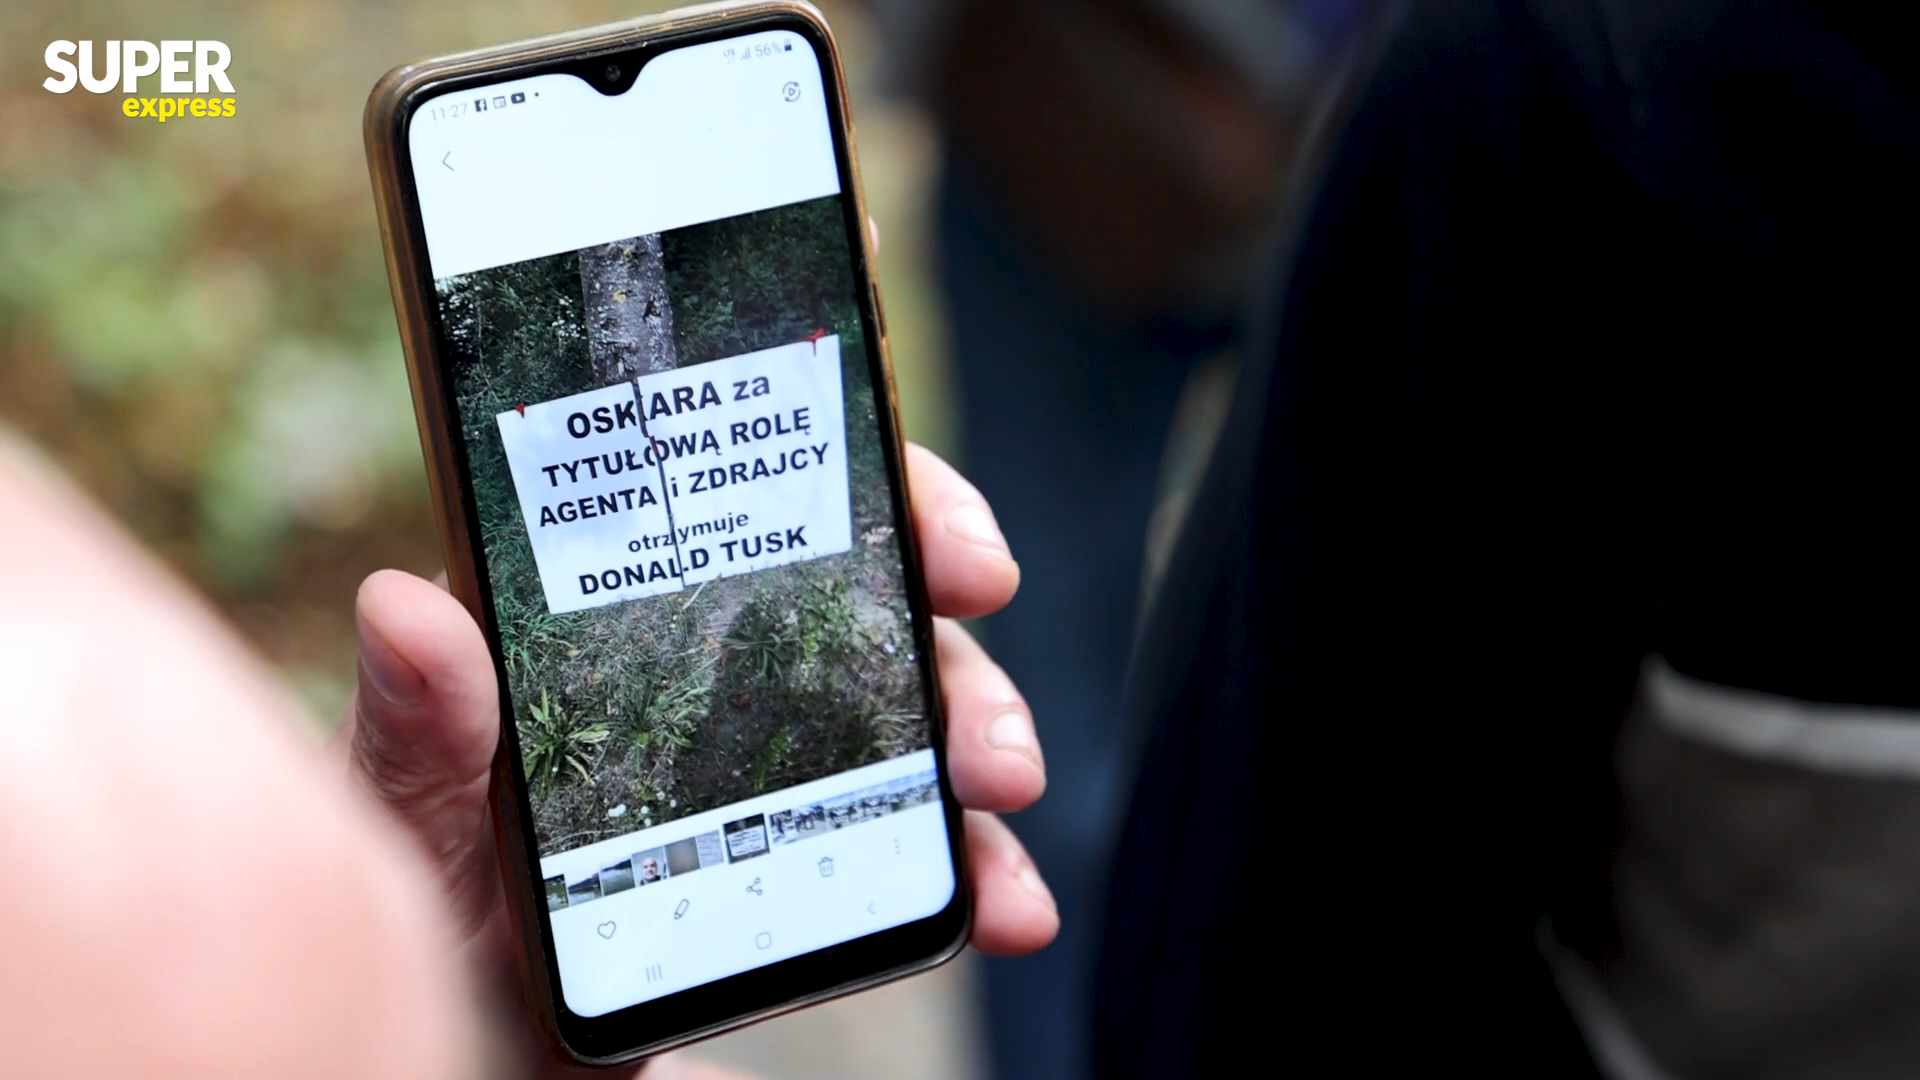 SUPER
express
11:27
56%
OSKARA za
TYTUŁOWĄ ROLĘ
AGENTA i ZDRAJCY
otrzymuje
DONALD TUSK